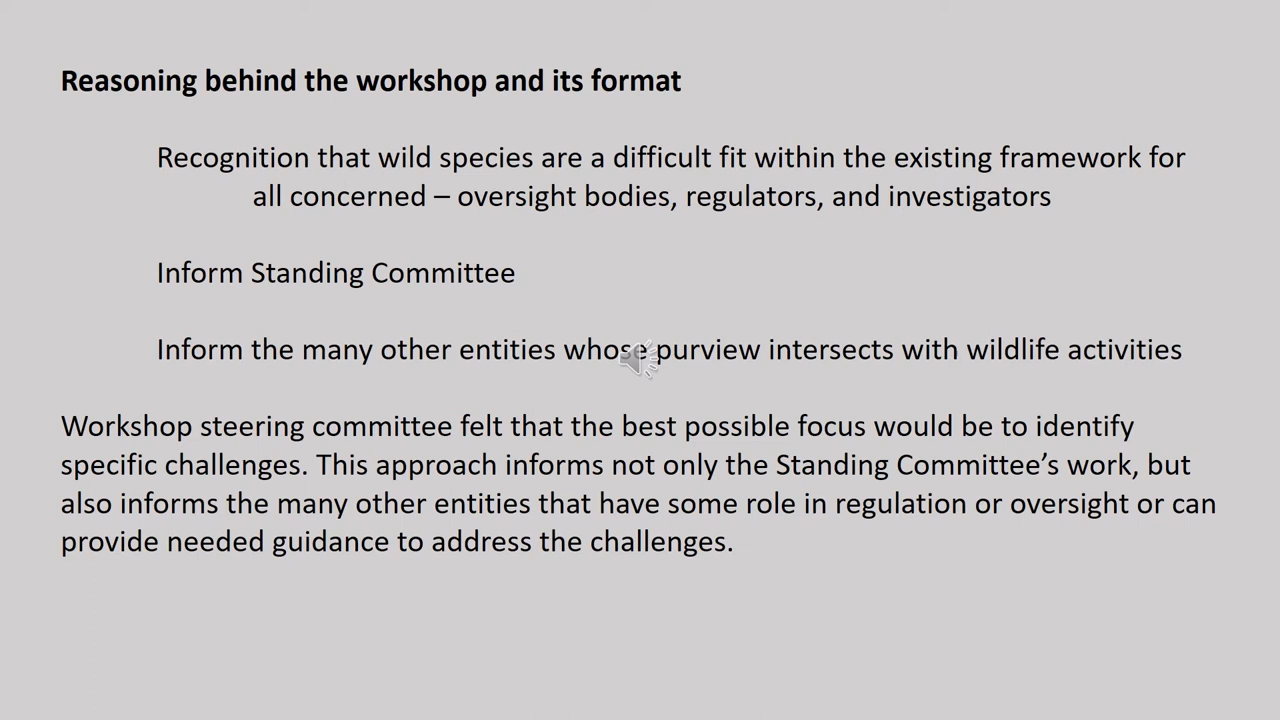 Reasoning behind the workshop and its format
Recognition that wild species are a difficult fit within the existing framework for
all concerned – oversight bodies, regulators, and investigators
Inform Standing Committee
Inform the many other entities whose purview intersects with wildlife activities
Workshop steering committee felt that the best possible focus would be to identify
specific challenges. This approach informs not only the Standing Committee’s work, but
also informs the many other entities that have some role in regulation or oversight or can
provide needed guidance to address the challenges.